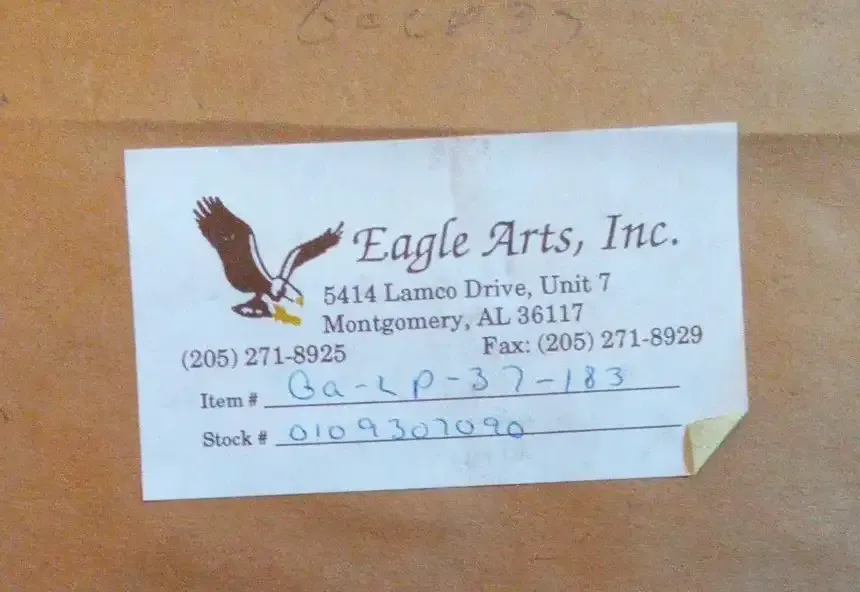 Eagle Arts, Inc.
5414 Lamco Drive, Unit 7
Montgomery, AL 36117
(205) 271-8925 Fax: (205) 271-8929
Item # Ga-LP-37-183
Stock # 0109307090